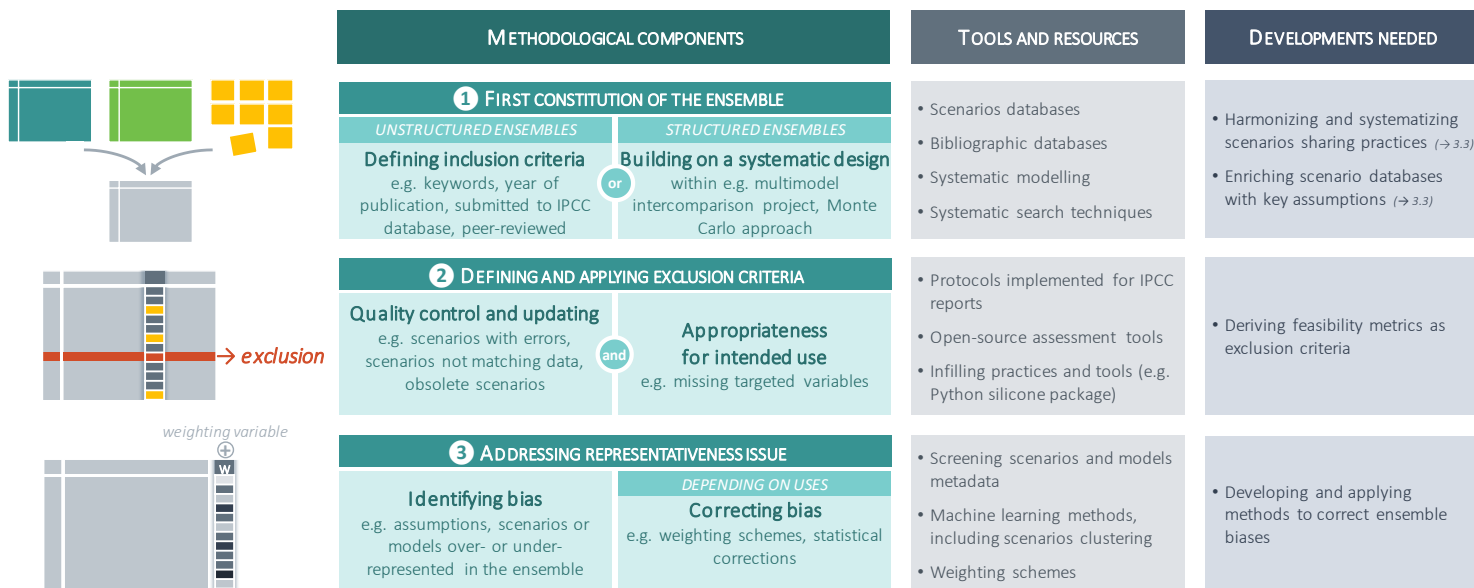 METHODOLOGICAL COMPONENTS
TOOLS AND RESOURCES
DEVELOPMENTS NEEDED
1 FIRST CONSTITUTION OF THE ENSEMBLE
UNSTRUCTURED ENSEMBLES
Defining inclusion criteria
e.g. keywords, year of
publication, submitted to IPCC
database, peer-reviewed
or
STRUCTURED ENSEMBLES
Building on a systematic design
within e.g. multimodel
intercomparison project, Monte
Carlo approach
• Scenarios databases
• Bibliographic databases
• Systematic modelling
• Systematic search techniques
• Harmonizing and systematizing
scenarios sharing practices (→ 3.3)
• Enriching scenario databases
with key assumptions (→ 3.3)
→ exclusion
2 DEFINING AND APPLYING EXCLUSION CRITERIA
Quality control and updating
e.g. scenarios with errors,
scenarios not matching data,
obsolete scenarios
and
Appropriateness
for intended use
e.g. missing targeted variables
• Protocols implemented for IPCC
reports
• Open-source assessment tools
• Infilling practices and tools (e.g.
Python silicone package)
• Deriving feasibility metrics as
exclusion criteria
weighting variable
W
3 ADDRESSING REPRESENTATIVENESS ISSUE
Identifying bias
e.g. assumptions, scenarios or
models over- or under-
represented in the ensemble
DEPENDING ON USES
Correcting bias
e.g. weighting schemes, statistical
corrections
• Screening scenarios and models
metadata
• Machine learning methods,
including scenarios clustering
• Weighting schemes
• Developing and applying
methods to correct ensemble
biases